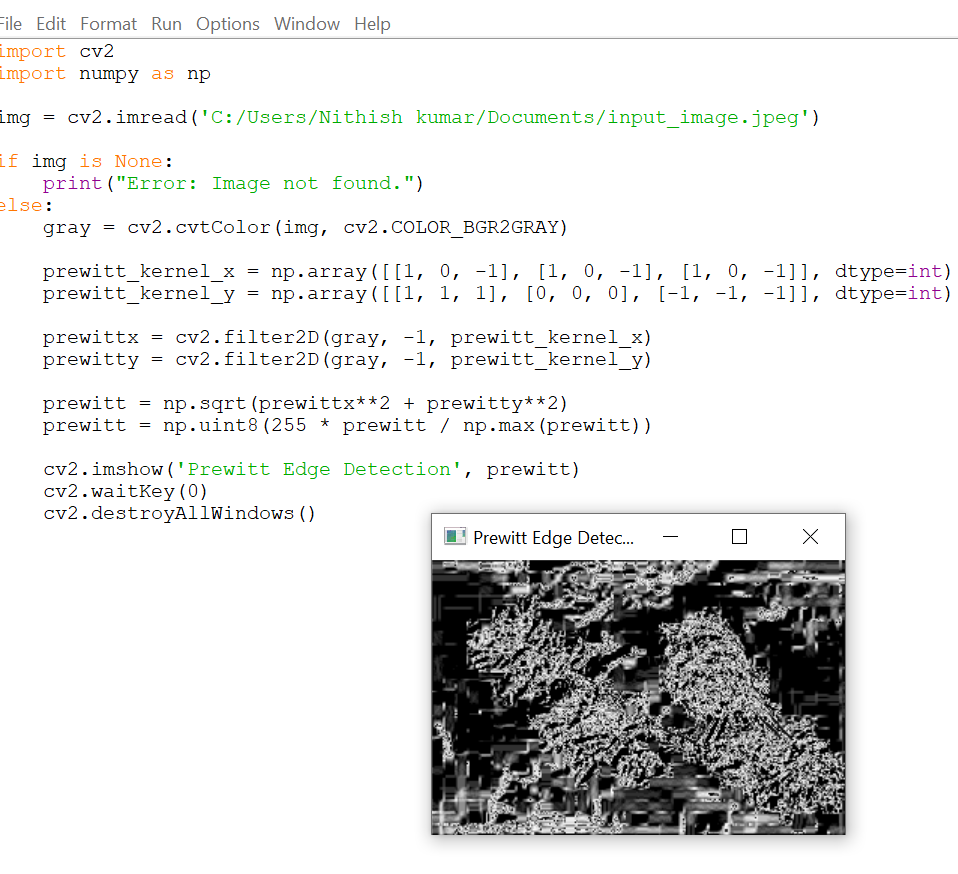 File Edit Format Run Options Window Help
import cv2
import numpy as np
img = cv2.imread('C:/Users/Nithish kumar/Documents/input_image.jpeg')
if img is None:
    print("Error: Image not found.")
else:
    gray = cv2.cvtColor(img, cv2.COLOR_BGR2GRAY)
    prewitt_kernel_x = np.array([[1, 0, -1], [1, 0, -1], [1, 0, -1]], dtype=int)
    prewitt_kernel_y = np.array([[1, 1, 1], [0, 0, 0], [-1, -1, -1]], dtype=int)
    prewittx = cv2.filter2D(gray, -1, prewitt_kernel_x)
    prewitty = cv2.filter2D(gray, -1, prewitt_kernel_y)
    prewitt = np.sqrt(prewittx**2 + prewitty**2)
    prewitt = np.uint8(255 * prewitt / np.max(prewitt))
    cv2.imshow('Prewitt Edge Detection', prewitt)
    cv2.waitKey(0)
    cv2.destroyAllWindows()
Prewitt Edge Detec...